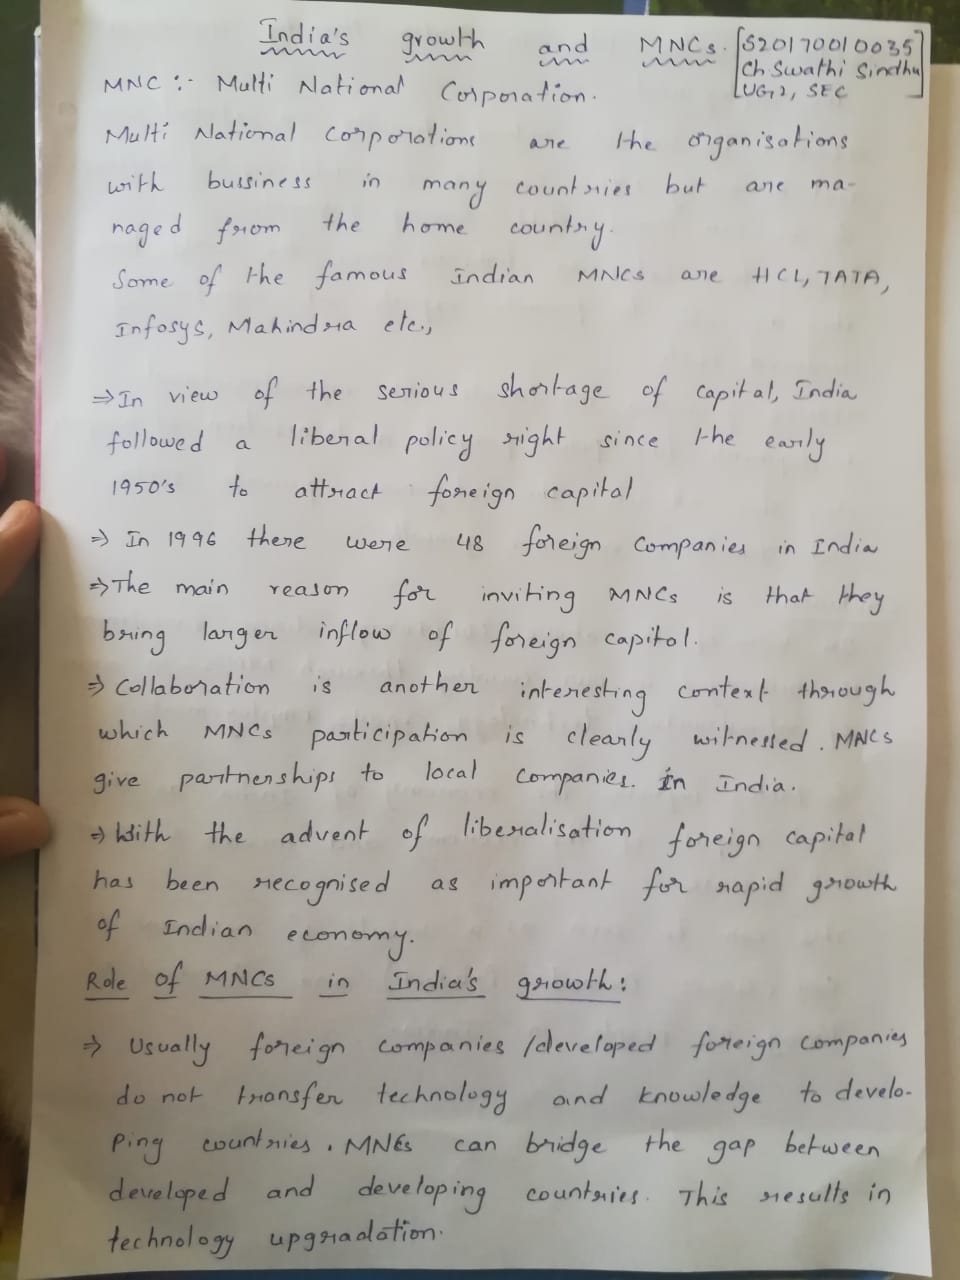 India's growth and MNCs. [S20170010035
Ch Swathi Sindhu
UG2, SEC]
MNC :- Multi National Corporation.
Multi National corporations are the organisations
with bussiness in many countries but are ma-
naged from the home country.
Some of the famous Indian MNCs are HCL, TATA,
Infosys, Mahindra etc.,
⇒ In view of the serious shortage of capital, India
followed a liberal policy right since the early
1950's to attract foreign capital
⇒ In 1996 there were 48 foreign companies in India
⇒ The main reason for inviting MNCs is that they
bring larger inflow of foreign capital.
⇒ Collaboration is another interesting context through
which MNCs participation is clearly witnessed. MNCs
give partnerships to local companies. in India.
⇒ With the advent of liberalisation foreign capital
has been recognised as important for rapid growth
of Indian economy.
Role of MNCs in India's growth:
⇒ Usually foreign companies /developed foreign companies
do not transfer technology and knowledge to develo-
ping countries. MNCs can bridge the gap between
developed and developing countries. This results in
technology upgradation.